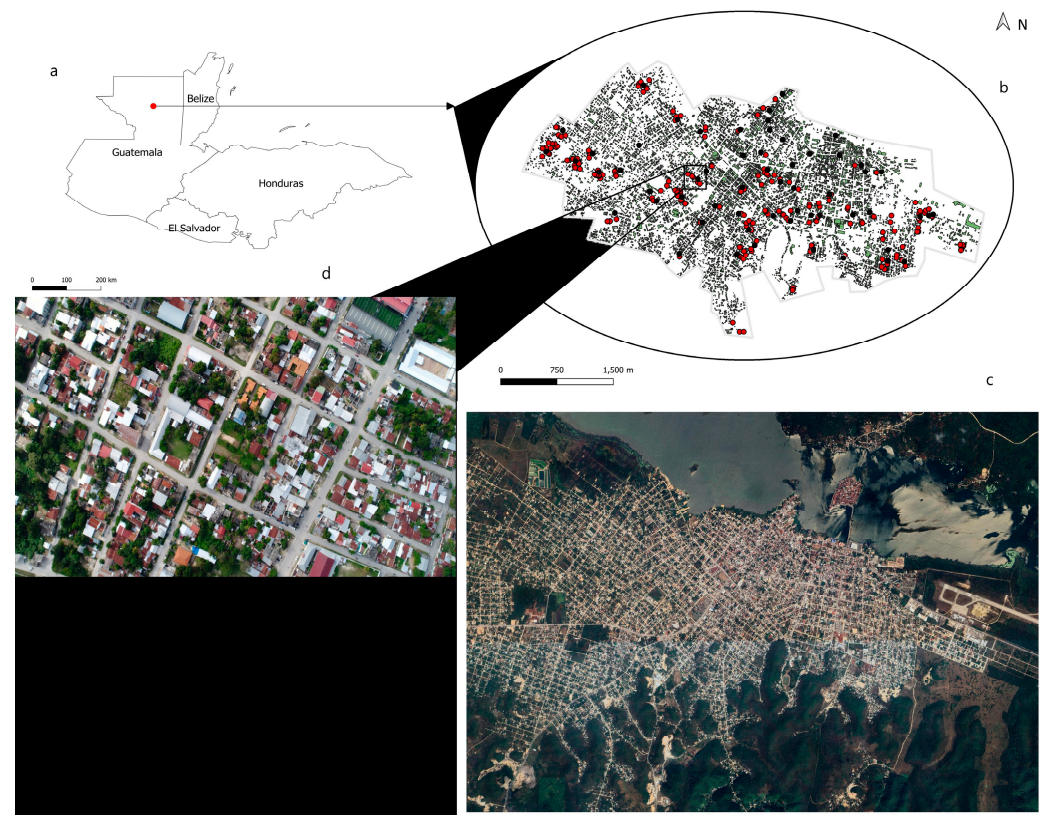 N
a
b
Belize
Guatemala
Honduras
El Salvador
d
0 100 200 km
0 750 1,500 m
c